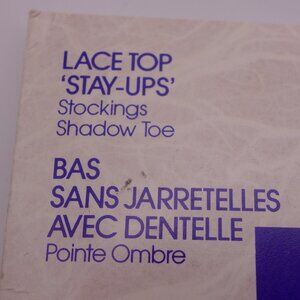 LACE TOP
'STAY-UPS'
Stockings
Shadow Toe
BAS
SANS JARRETELLES
AVEC DENTELLE
Pointe Ombre